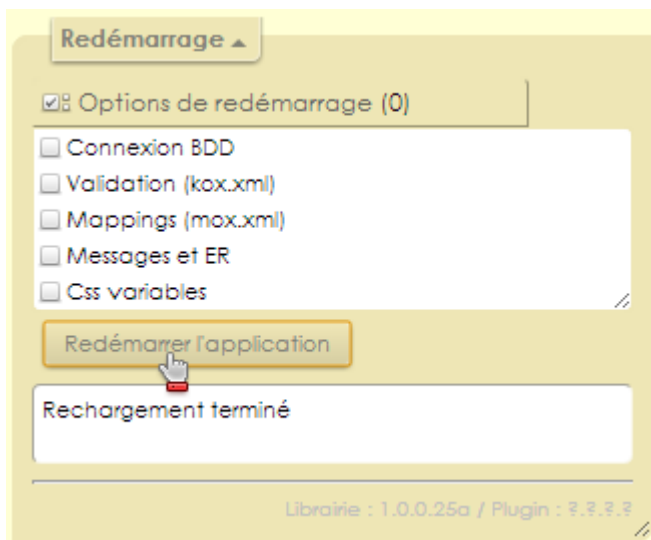 Redémarrage
Options de redémarrage (0)
Connexion BDD
Validation (kox.xml)
Mappings (mox.xml)
Messages et ER
Css variables
Redémarrer l'application
Rechargement terminé
Librairie : 1.0.0.25a / Plugin : ?.?.?.?